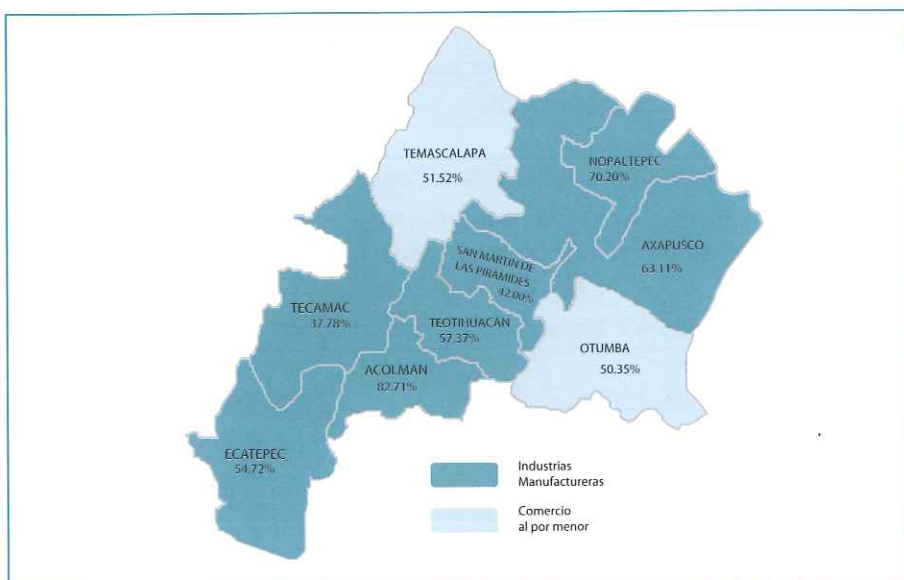 TEMASCALAPA
51.52%
NOPALTEPEC
70.20%
AXAPUSCO
63.11%
SAN MARTIN DE
LAS PIRAMIDES
42.00%
TECAMAC
37.78%
TEOTIHUACÁN
57.37%
OTUMBA
50.35%
ACOLMAN
82.71%
ECATEPEC
54.72%
Industrias
Manufactureras
Comercio
al por menor